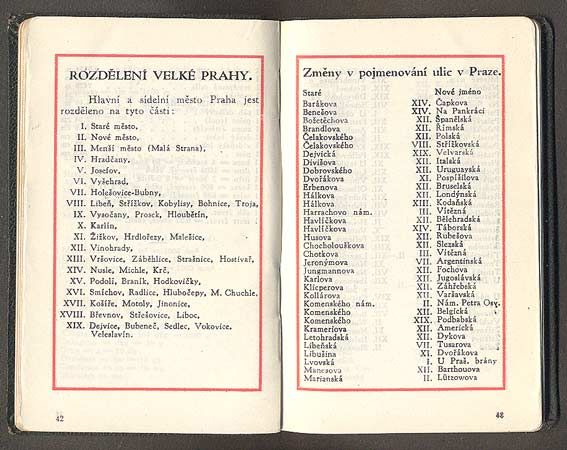 ROZDĚLENÍ VELKÉ PRAHY.
Hlavní a sídelní město Praha jest
rozděleno na tyto části:
I. Staré město,
II. Nové město,
III. Menší město (Malá Strana),
IV. Hradčany,
V. Josefov,
VI. Vyšehrad,
VII. Holešovice-Bubny,
VIII. Libeň, Střížkov, Kobylisy, Bohnice, Troja,
IX. Vysočany, Prosek, Hloubětín,
X. Karlín,
XI. Žižkov, Hrdlořezy, Malešice,
XII. Vinohrady,
XIII. Vršovice, Záběhlice, Strašnice, Hostivař,
XIV. Nusle, Michle, Krč,
XV. Podolí, Braník, Hodkovičky,
XVI. Smíchov, Radlice, Hlubočepy, M. Chuchle,
XVII. Košíře, Motoly, Jinonice,
XVIII. Břevnov, Střešovice, Liboc,
XIX. Dejvice, Bubeneč, Sedlec, Vokovice,
Veleslavín.
42
Změny v pojmenování ulic v Praze.
Staré Nové jméno
Barákova XIV. Čapkova
Benešova XIV. Na Pankráci
Božetěchova XII. Španělská
Brandlova XII. Římská
Čelakovského XII. Polská
Čelakovského VIII. Střížkovská
Dejvická XIX. Velvarská
Divišova XII. Italská
Dobrovského XII. Uruguayská
Dvořákova XII. Pospíšilova
Erbenova XII. Bruselská
Hálkova XII. Londýnská
Hálkova XIII. Kodaňská
Harrachovo nám. III. Vítězná
Havlíčkova XII. Bělehradská
Havlíčkova XIV. Táborská
Husova XII. Rubešova
Chocholouškova XII. Slezská
Chotkova III. Vítězná
Jeronýmova VII. Argentinská
Jungmannova XII. Fochova
Karlova XII. Jugoslávská
Klicperova XII. Záhřebská
Kollárova XII. Varšavská
Komenského nám. II. Nám. Petra Osv.
Komenského XII. Belgická
Komenského XIX. Podbabská
Krameriova XII. Americká
Letohradská XII. Dykova
Libeňská VII. Tusarova
Libušina XI. Dvořákova
Lvovská I. U Praš. brány
Manesova XII. Barthouova
Marianská II. Lützowova
48